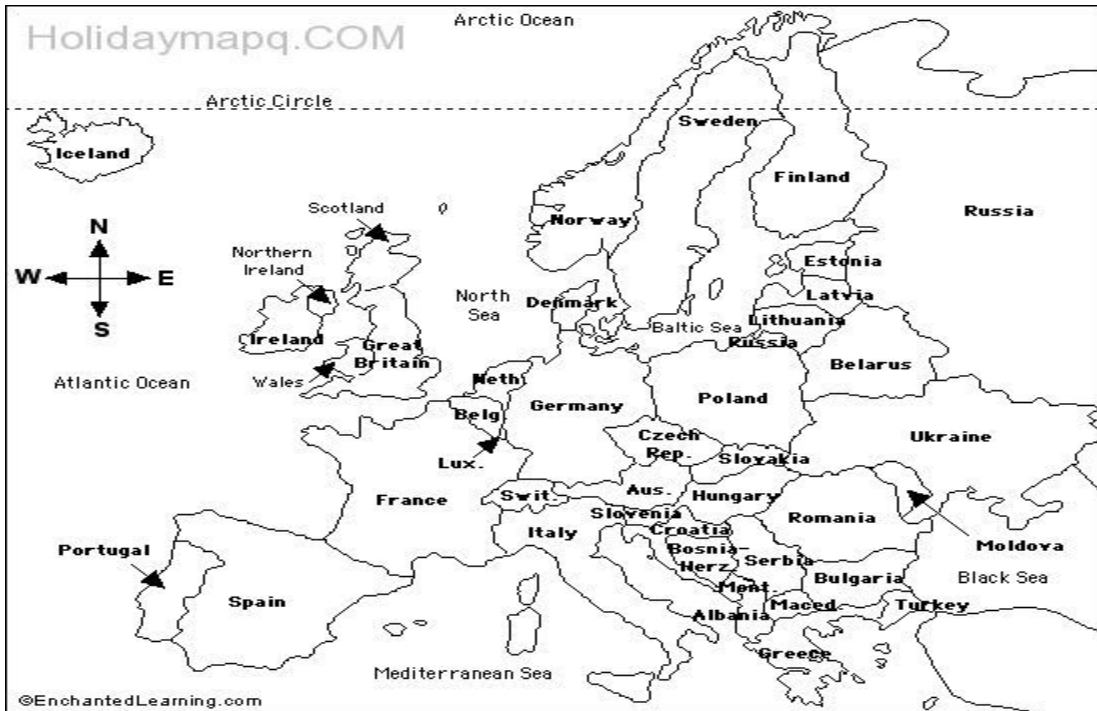 Arctic Ocean
Holidaymapq.COM
Arctic Circle
Sweden
Iceland
Finland
Scotland
Norway
Russia
N
W
E
S
Northern
Ireland
Estonia
North
Sea
Denmark
Latvia
Lithuania
Baltic Sea
Russia
Ireland
Great
Britain
Belarus
Atlantic Ocean
Wales
Neth.
Belg
Germany
Poland
Lux.
Czech
Rep.
Slovakia
Ukraine
France
Swit.
Aus.
Hungary
Slovenia
Croatia
Romania
Italy
Moldova
Portugal
Bosnia-
Herz.
Serbia
Bulgaria
Black Sea
Mont.
Spain
Albania
Maced
Turkey
Greece
Mediterranean Sea
©EnchantedLearning.com